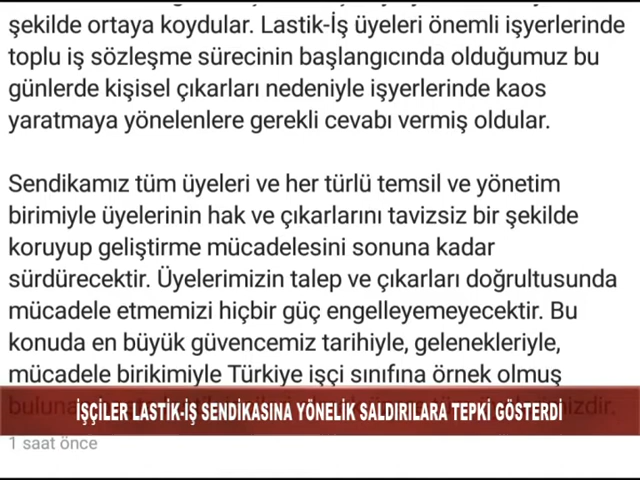 şekilde ortaya koydular. Lastik-İş üyeleri önemli işyerlerinde
toplu iş sözleşme sürecinin başlangıcında olduğumuz bu
günlerde kişisel çıkarları nedeniyle işyerlerinde kaos
yaratmaya yönelenlere gerekli cevabı vermiş oldular.
Sendikamız tüm üyeleri ve her türlü temsil ve yönetim
birimiyle üyelerinin hak ve çıkarlarını tavizsiz bir şekilde
koruyup geliştirme mücadelesini sonuna kadar
sürdürecektir. Üyelerimizin talep ve çıkarları doğrultusunda
mücadele etmemizi hiçbir güç engelleyemeyecektir. Bu
konuda en büyük güvencemiz tarihiyle, gelenekleriyle,
mücadele birikimiyle Türkiye işçi sınıfına örnek olmuş
İŞÇİLER LASTİK-İŞ SENDİKASINA YÖNELİK SALDIRILARA TEPKİ GÖSTERDİ
1 saat önce